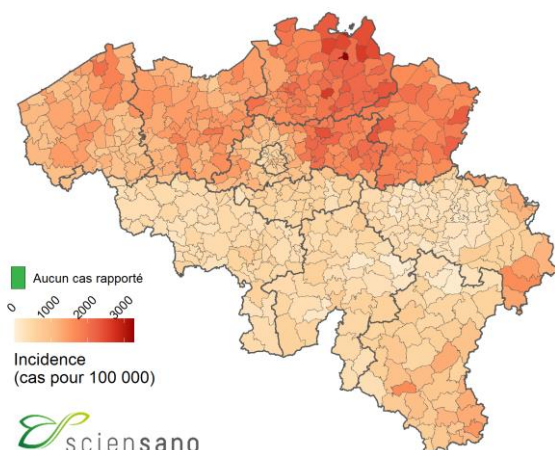 Aucun cas rapporté
0 1000 2000 3000
Incidence
(cas pour 100 000)
sciensano